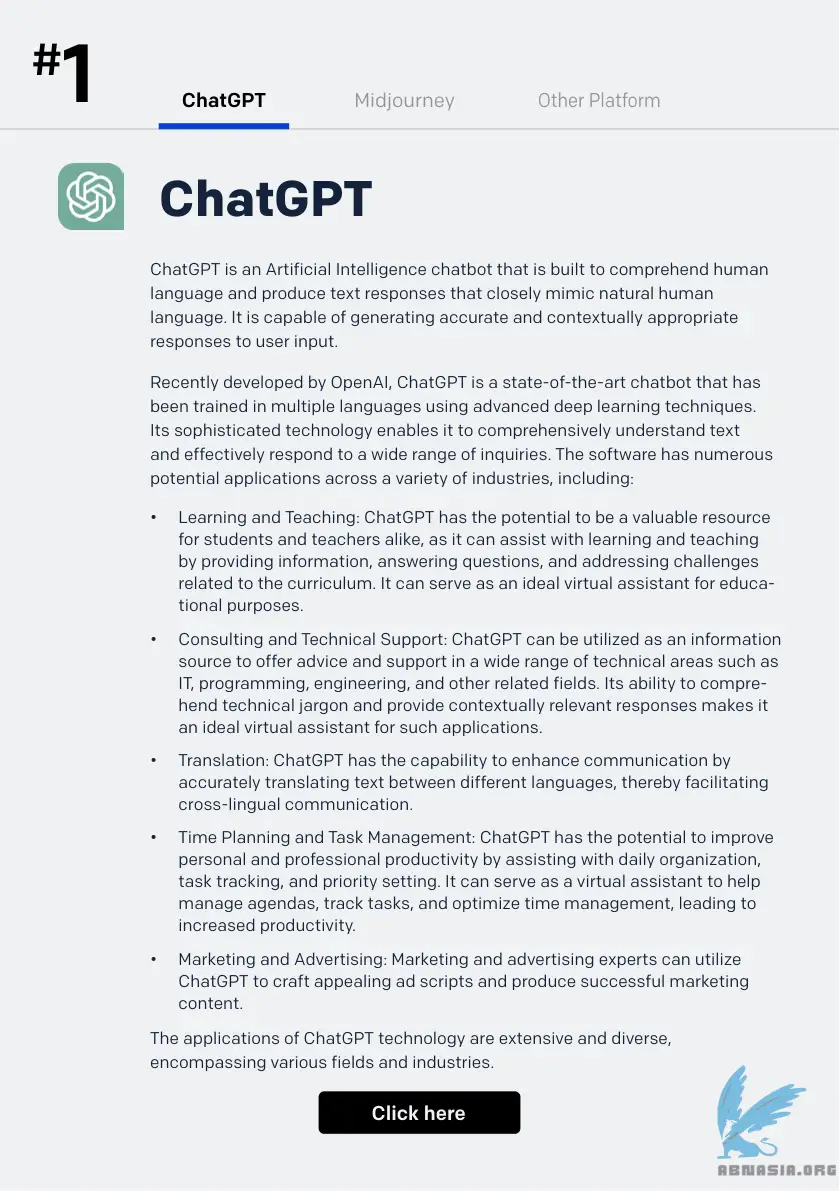 #1
ChatGPT
Midjourney
Other Platform
ChatGPT
ChatGPT is an Artificial Intelligence chatbot that is built to comprehend human
language and produce text responses that closely mimic natural human
language. It is capable of generating accurate and contextually appropriate
responses to user input.
Recently developed by OpenAI, ChatGPT is a state-of-the-art chatbot that has
been trained in multiple languages using advanced deep learning techniques.
Its sophisticated technology enables it to comprehensively understand text
and effectively respond to a wide range of inquiries. The software has numerous
potential applications across a variety of industries, including:
• Learning and Teaching: ChatGPT has the potential to be a valuable resource
for students and teachers alike, as it can assist with learning and teaching
by providing information, answering questions, and addressing challenges
related to the curriculum. It can serve as an ideal virtual assistant for educa-
tional purposes.
• Consulting and Technical Support: ChatGPT can be utilized as an information
source to offer advice and support in a wide range of technical areas such as
IT, programming, engineering, and other related fields. Its ability to compre-
hend technical jargon and provide contextually relevant responses makes it
an ideal virtual assistant for such applications.
• Translation: ChatGPT has the capability to enhance communication by
accurately translating text between different languages, thereby facilitating
cross-lingual communication.
• Time Planning and Task Management: ChatGPT has the potential to improve
personal and professional productivity by assisting with daily organization,
task tracking, and priority setting. It can serve as a virtual assistant to help
manage agendas, track tasks, and optimize time management, leading to
increased productivity.
• Marketing and Advertising: Marketing and advertising experts can utilize
ChatGPT to craft appealing ad scripts and produce successful marketing
content.
The applications of ChatGPT technology are extensive and diverse,
encompassing various fields and industries.
Click here
ABNASIA.ORG